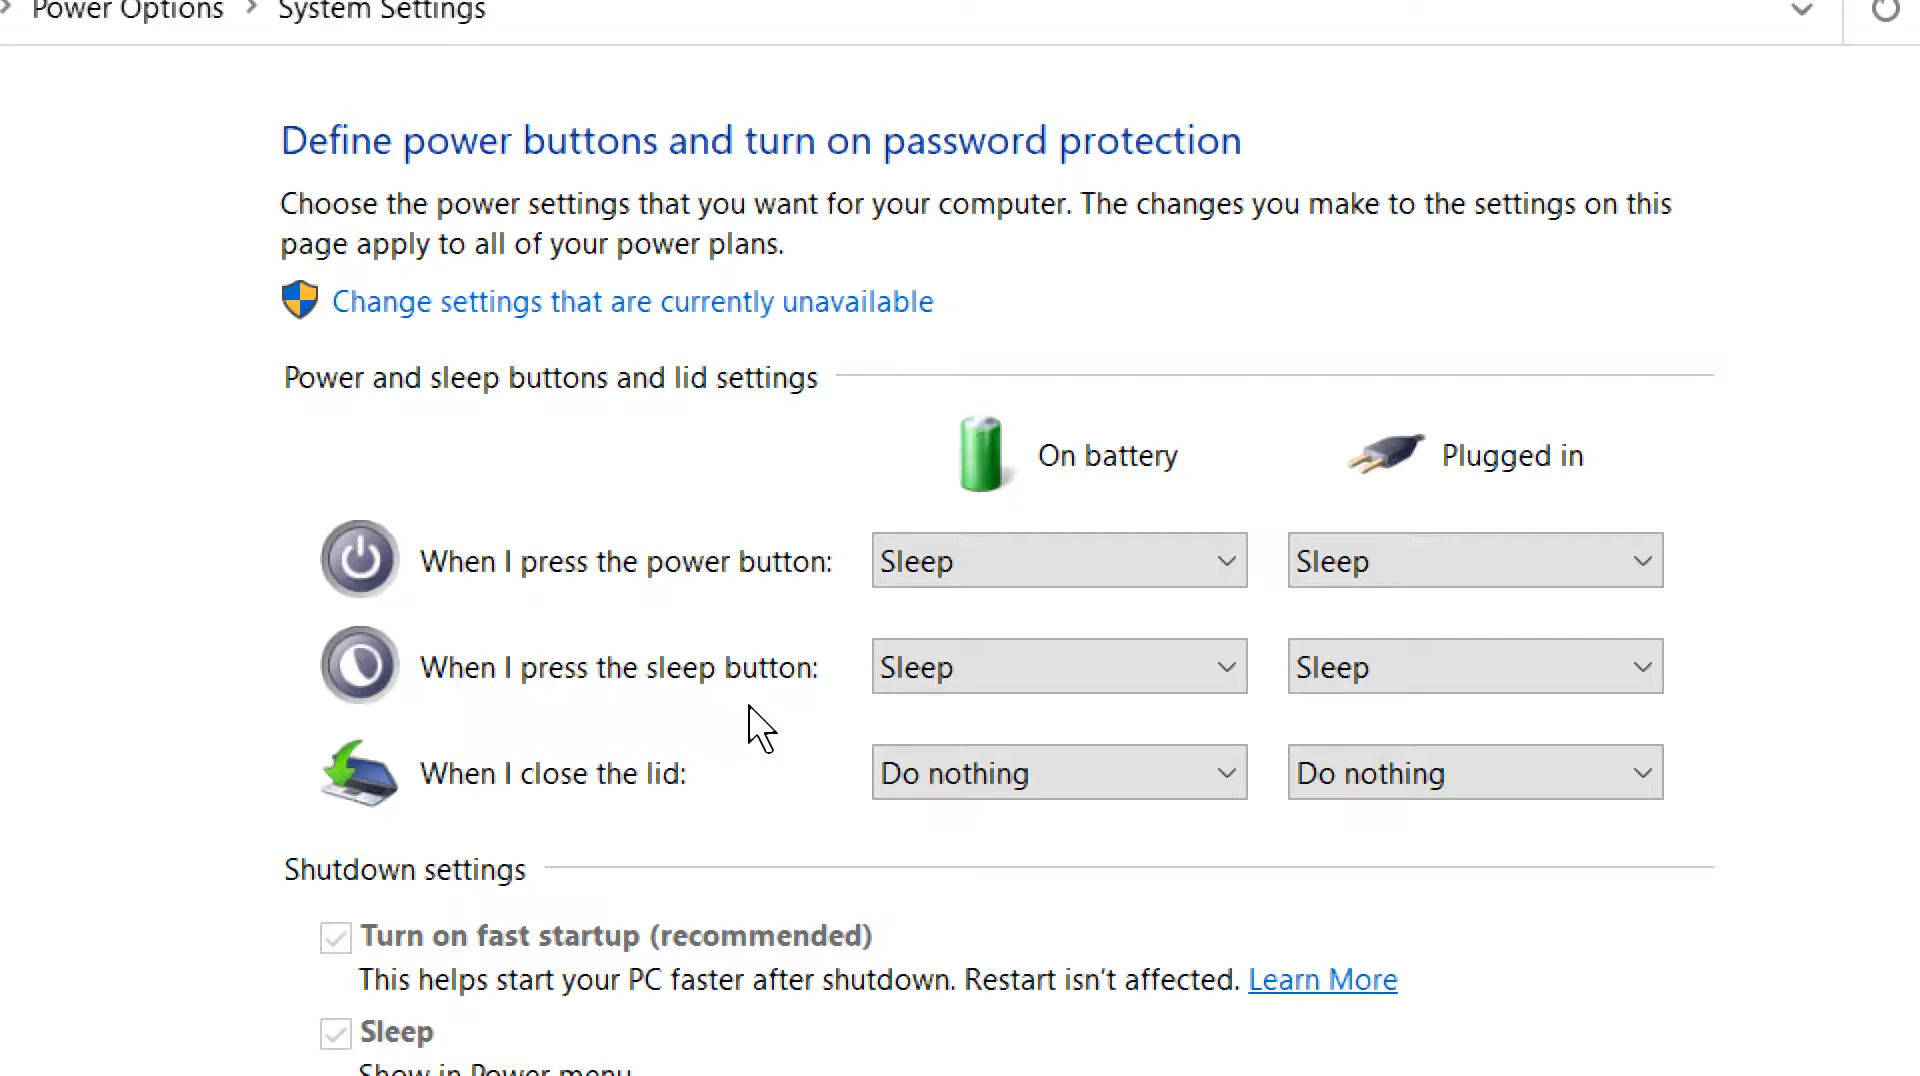 Power Options > System Settings
Define power buttons and turn on password protection
Choose the power settings that you want for your computer. The changes you make to the settings on this
page apply to all of your power plans.
Change settings that are currently unavailable
Power and sleep buttons and lid settings
On battery Plugged in
When I press the power button: Sleep Sleep
When I press the sleep button: Sleep Sleep
When I close the lid: Do nothing Do nothing
Shutdown settings
Turn on fast startup (recommended)
This helps start your PC faster after shutdown. Restart isn't affected. Learn More
Sleep
Show in Power menu.